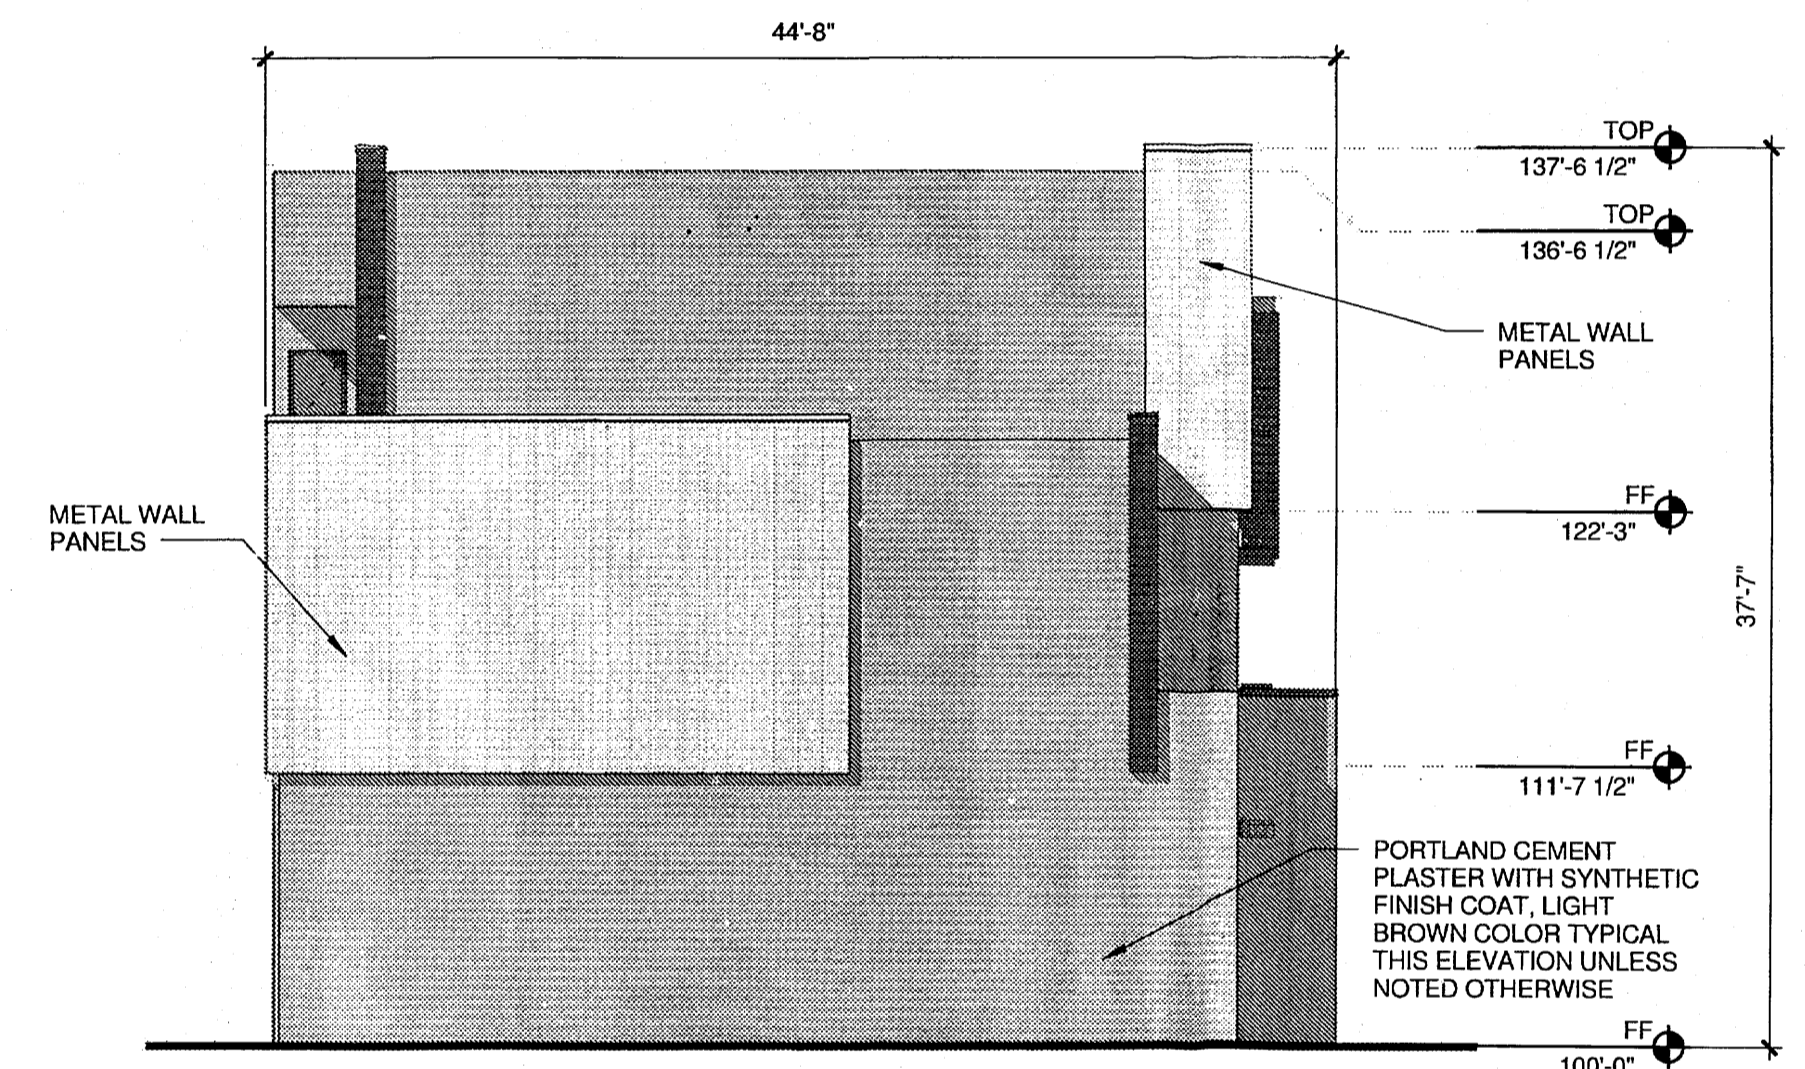 44'-8"
TOP
137'-6 1/2"
TOP
136'-6 1/2"
METAL WALL
PANELS
FF
122'-3"
METAL WALL
PANELS
37'-7"
FF
111'-7 1/2"
PORTLAND CEMENT
PLASTER WITH SYNTHETIC
FINISH COAT, LIGHT
BROWN COLOR TYPICAL
THIS ELEVATION UNLESS
NOTED OTHERWISE
FF
100'-0"